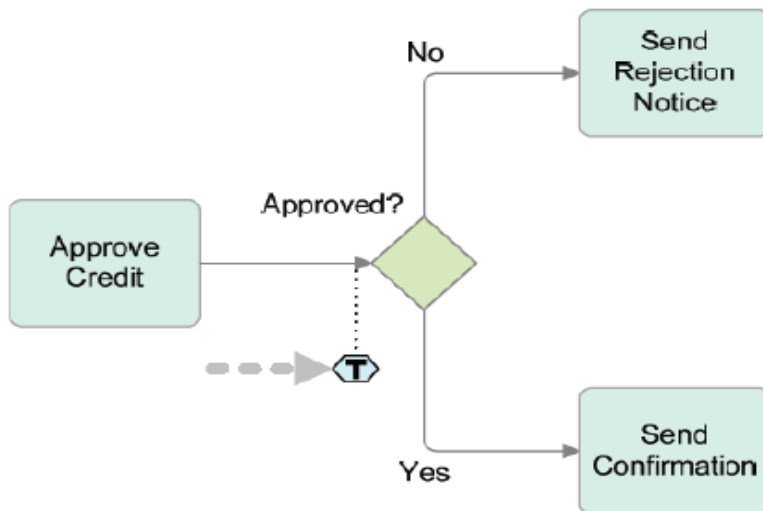 No
Send
Rejection
Notice
Approved?
Approve
Credit
T
Yes
Send
Confirmation